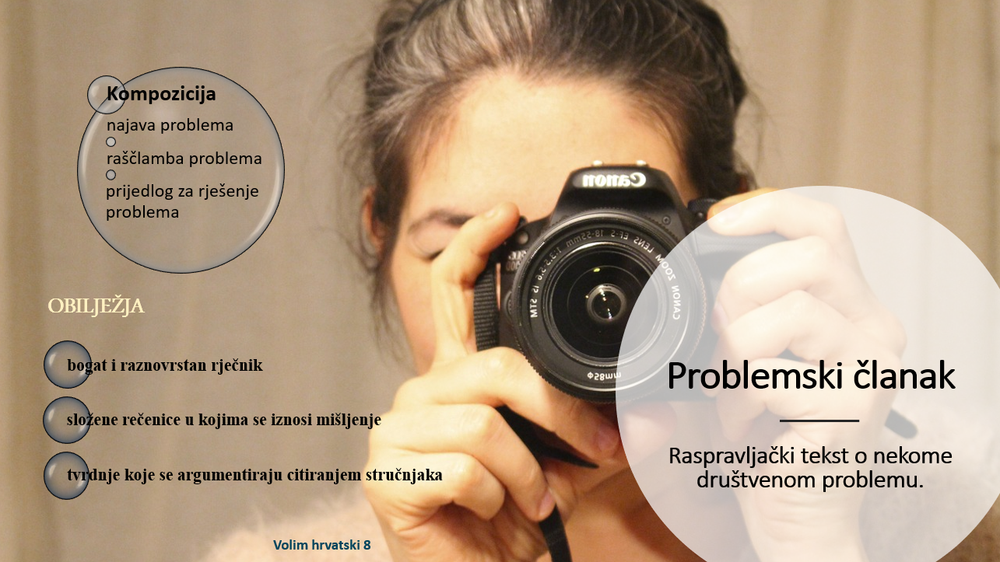 Kompozicija
najava problema
raščlamba problema
prijedlog za rješenje
problema
OBILJEŽJA
bogat i raznovrstan rječnik
složene rečenice u kojima se iznosi mišljenje
tvrdnje koje se argumentiraju citiranjem stručnjaka
Volim hrvatski 8
Canon
CANON ZOOM LENS EF-S 18-55mm 1:3.5-5.6 IS STM
ϕ58mm
Problemski članak
Raspravljački tekst o nekome
društvenom problemu.